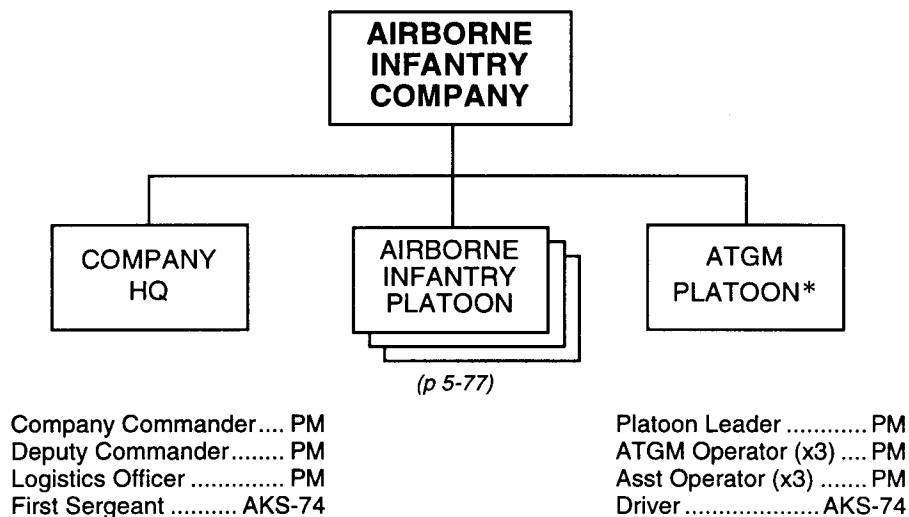 AIRBORNE
INFANTRY
COMPANY
COMPANY
HQ
AIRBORNE
INFANTRY
PLATOON
ATGM
PLATOON*
(p 5-77)
Company Commander.... PM
Deputy Commander....... PM
Logistics Officer ............ PM
First Sergeant .......... AKS-74
Platoon Leader ............ PM
ATGM Operator (x3) .... PM
Asst Operator (x3) ....... PM
Driver....................AKS-74